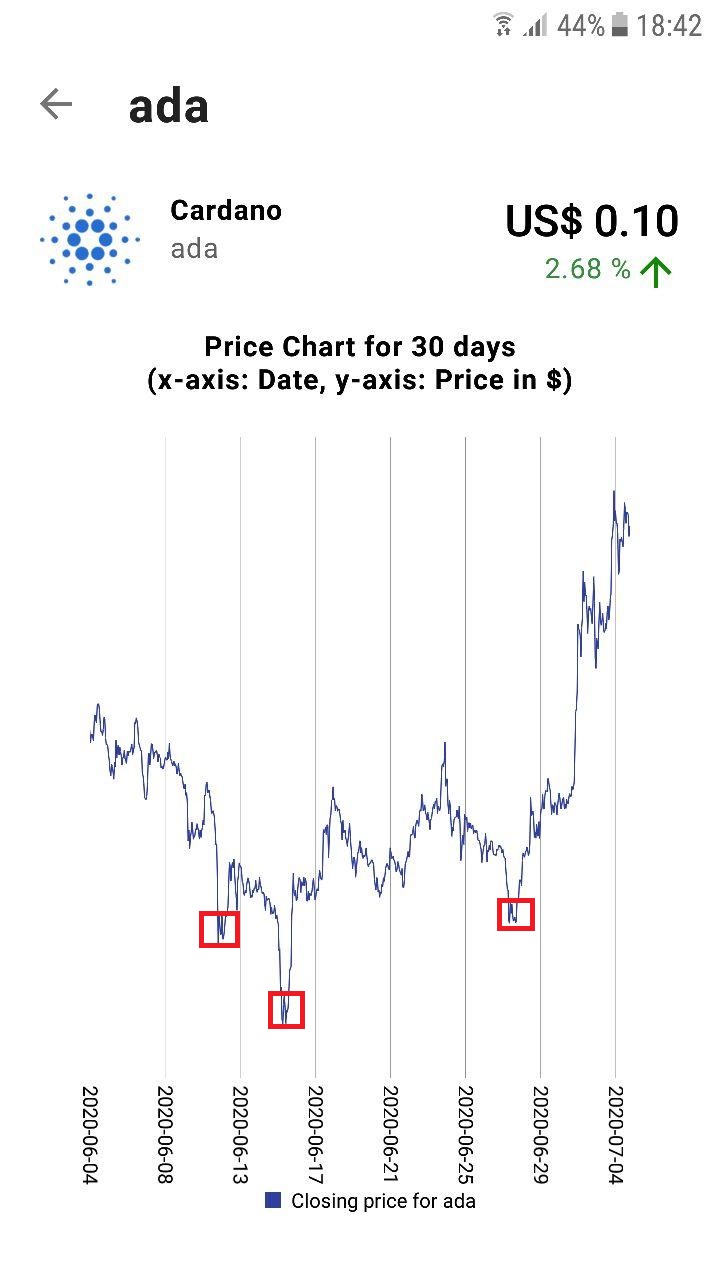 44% 18:42
ada
Cardano
ada
US$ 0.10
2.68 %
Price Chart for 30 days
(x-axis: Date, y-axis: Price in $)
2020-06-04
2020-06-08
2020-06-13
2020-06-17
2020-06-21
2020-06-25
2020-06-29
2020-07-04
Closing price for ada